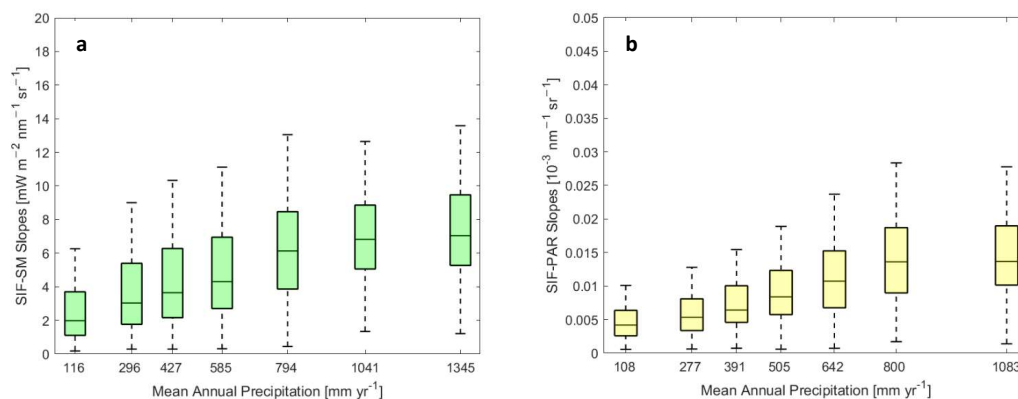 a
SIF-SM Slopes [mW m⁻² nm⁻¹ sr⁻¹]
20
18
16
14
12
10
8
6
4
2
0
116 296 427 585 794 1041 1345
Mean Annual Precipitation [mm yr⁻¹]
b
SIF-PAR Slopes [10⁻³ nm⁻¹ sr⁻¹]
0.05
0.045
0.04
0.035
0.03
0.025
0.02
0.015
0.01
0.005
0
108 277 391 505 642 800 1083
Mean Annual Precipitation [mm yr⁻¹]